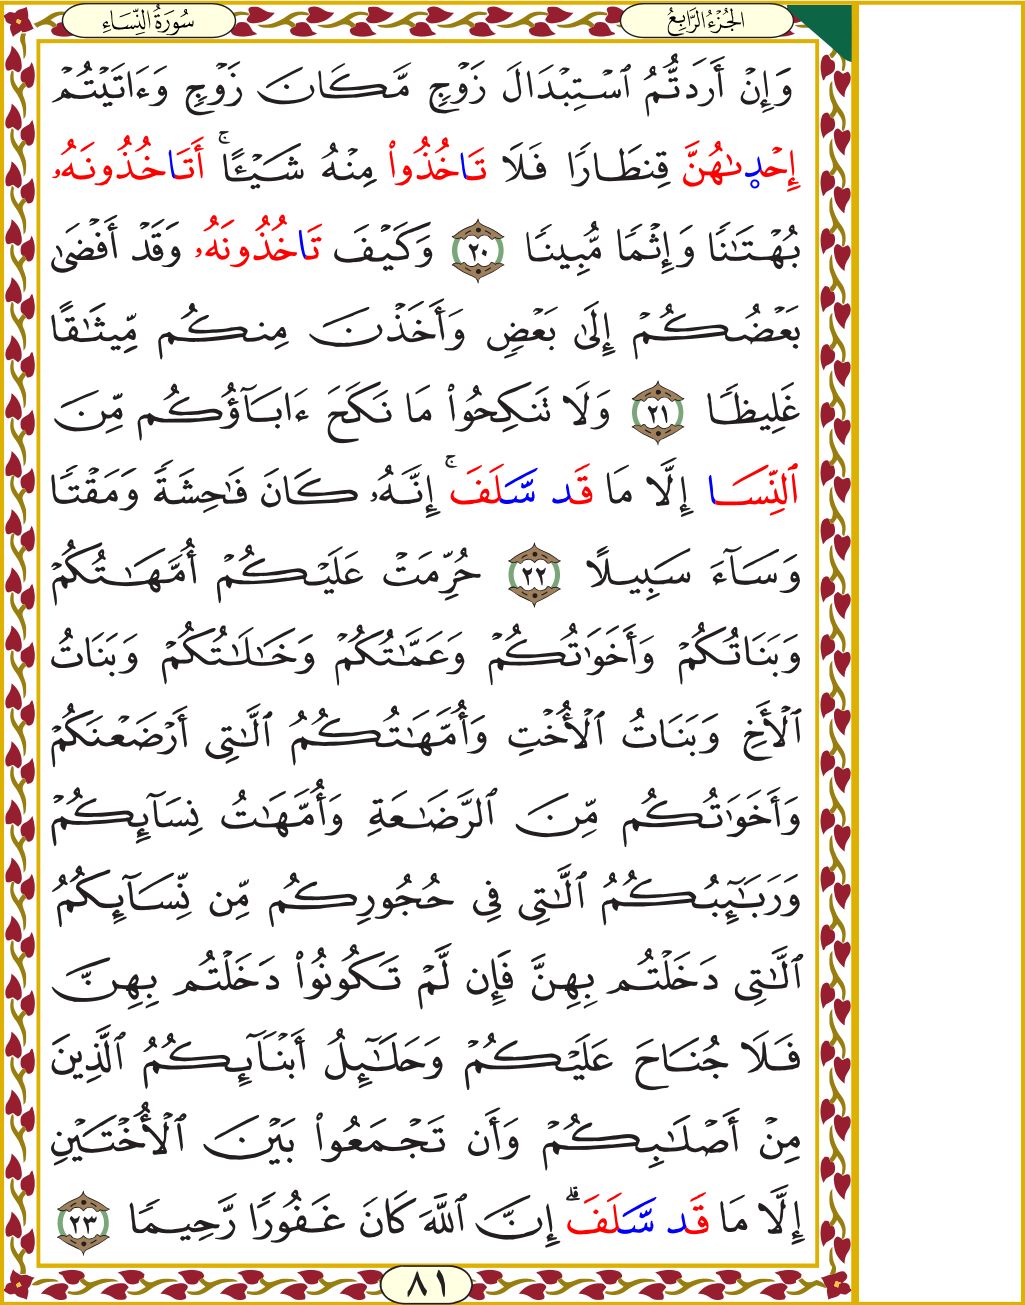 سُورَةُ النِّسَاءِ
الجُزْءُ الرَّابِعُ
وَإِنْ أَرَدتُّمُ ٱسْتِبْدَالَ زَوْجٍ مَّكَانَ زَوْجٍ وَءَاتَيْتُمْ
إِحْدٜىٰهُنَّ قِنطَارًا فَلَا تَاخُذُواْ مِنْهُ شَيْـًٔا ۚ أَتَاخُذُونَهُۥ
بُهْتَٰنًا وَإِثْمًا مُّبِينًا ٢٠ وَكَيْفَ تَاخُذُونَهُۥ وَقَدْ أَفْضَىٰ
بَعْضُكُمْ إِلَىٰ بَعْضٍ وَأَخَذْنَ مِنكُم مِّيثَٰقًا
غَلِيظًا ٢١ وَلَا تَنكِحُواْ مَا نَكَحَ ءَابَآؤُكُم مِّنَ
ٱلنِّسَا إِلَّا مَا قَد سَّلَفَ ۚ إِنَّهُۥ كَانَ فَٰحِشَةً وَمَقْتًا
وَسَآءَ سَبِيلًا ٢٢ حُرِّمَتْ عَلَيْكُمْ أُمَّهَٰتُكُمْ
وَبَنَاتُكُمْ وَأَخَوَٰتُكُمْ وَعَمَّٰتُكُمْ وَخَٰلَٰتُكُمْ وَبَنَاتُ
ٱلْأَخِ وَبَنَاتُ ٱلْأُخْتِ وَأُمَّهَٰتُكُمُ ٱلَّٰتِى أَرْضَعْنَكُمْ
وَأَخَوَٰتُكُم مِّنَ ٱلرَّضَٰعَةِ وَأُمَّهَٰتُ نِسَآئِكُمْ
وَرَبَٰٓئِبُكُمُ ٱلَّٰتِى فِى حُجُورِكُم مِّن نِّسَآئِكُمُ
ٱلَّٰتِى دَخَلْتُم بِهِنَّ فَإِن لَّمْ تَكُونُواْ دَخَلْتُم بِهِنَّ
فَلَا جُنَاحَ عَلَيْكُمْ وَحَلَٰٓئِلُ أَبْنَآئِكُمُ ٱلَّذِينَ
مِنْ أَصْلَٰبِكُمْ وَأَن تَجْمَعُواْ بَيْنَ ٱلْأُخْتَيْنِ
إِلَّا مَا قَد سَّلَفَ ۗ إِنَّ ٱللَّهَ كَانَ غَفُورًا رَّحِيمًا ٢٣
٨١